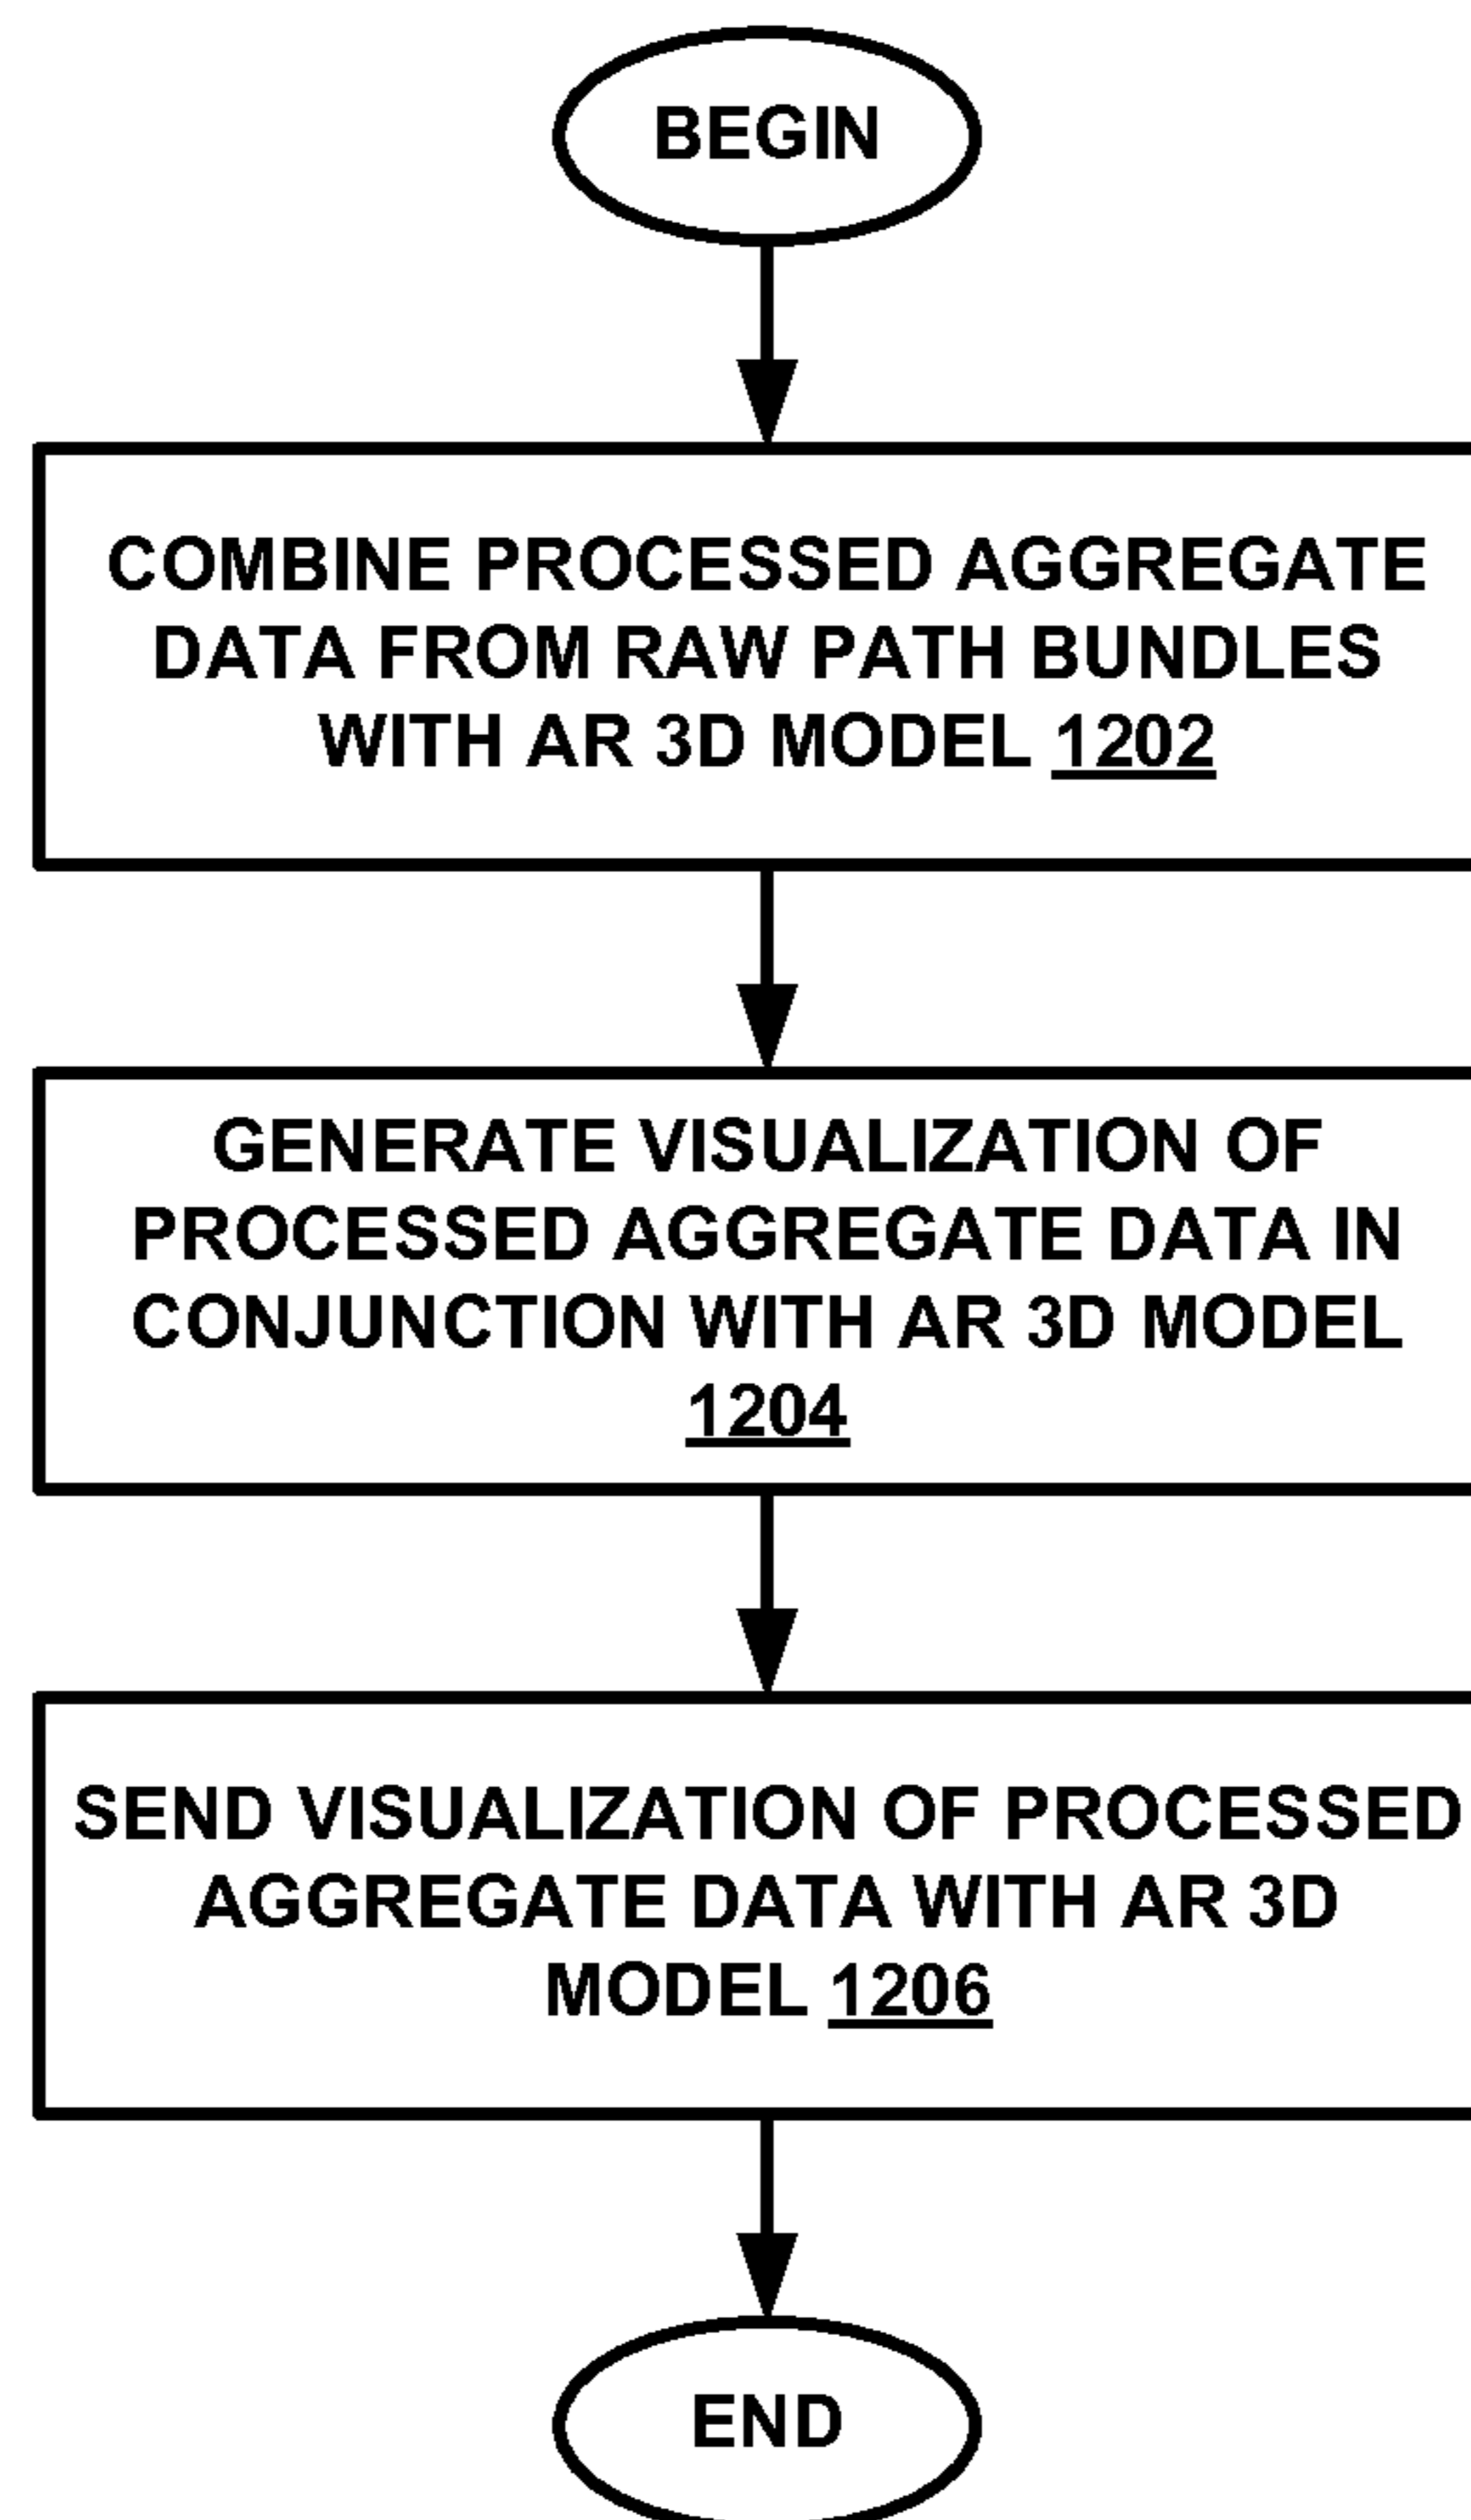 BEGIN
COMBINE PROCESSED AGGREGATE
DATA FROM RAW PATH BUNDLES
WITH AR 3D MODEL 1202
GENERATE VISUALIZATION OF
PROCESSED AGGREGATE DATA IN
CONJUNCTION WITH AR 3D MODEL
1204
SEND VISUALIZATION OF PROCESSED
AGGREGATE DATA WITH AR 3D
MODEL 1206
END